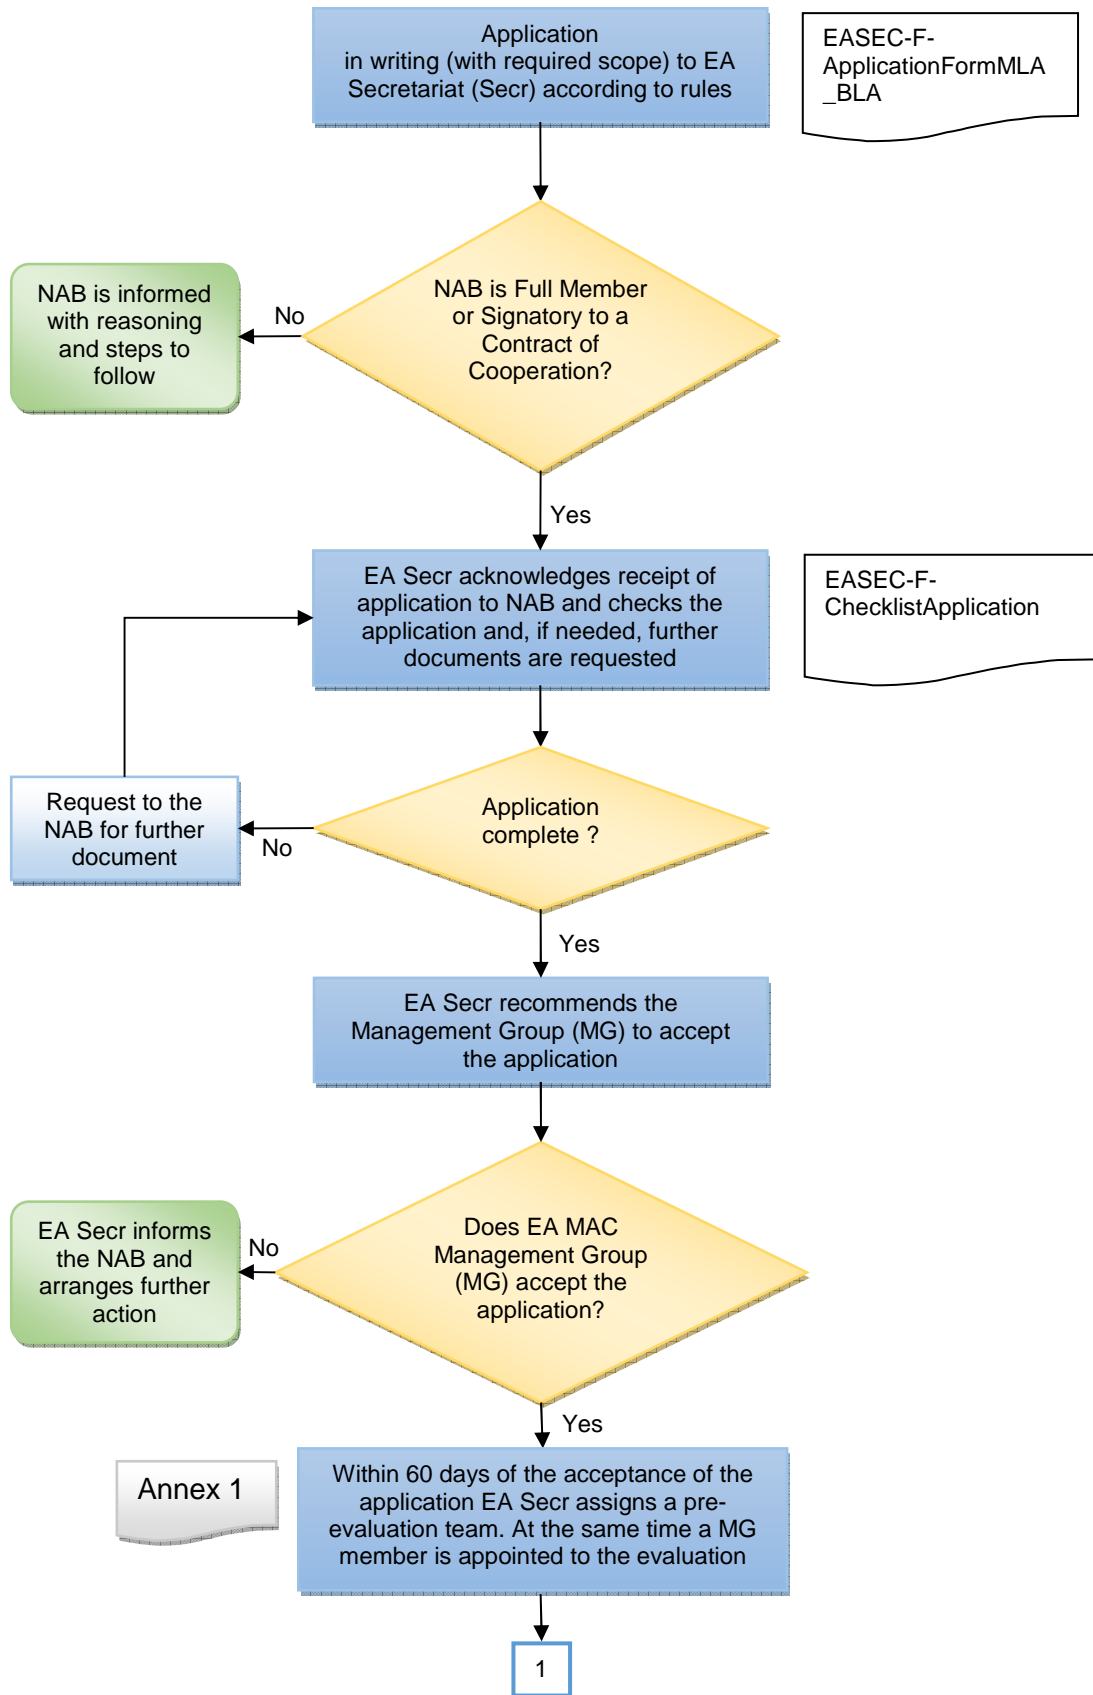 Application
in writing (with required scope) to EA
Secretariat (Secr) according to rules
EASEC-F-
ApplicationFormMLA
_BLA
NAB is Full Member
or Signatory to a
Contract of
Cooperation?
No
NAB is informed
with reasoning
and steps to
follow
Yes
EA Secr acknowledges receipt of
application to NAB and checks the
application and, if needed, further
documents are requested
EASEC-F-
ChecklistApplication
Application
complete ?
No
Request to the
NAB for further
document
Yes
EA Secr recommends the
Management Group (MG) to accept
the application
Does EA MAC
Management Group
(MG) accept the
application?
No
EA Secr informs
the NAB and
arranges further
action
Yes
Annex 1
Within 60 days of the acceptance of the
application EA Secr assigns a pre-
evaluation team. At the same time a MG
member is appointed to the evaluation
1